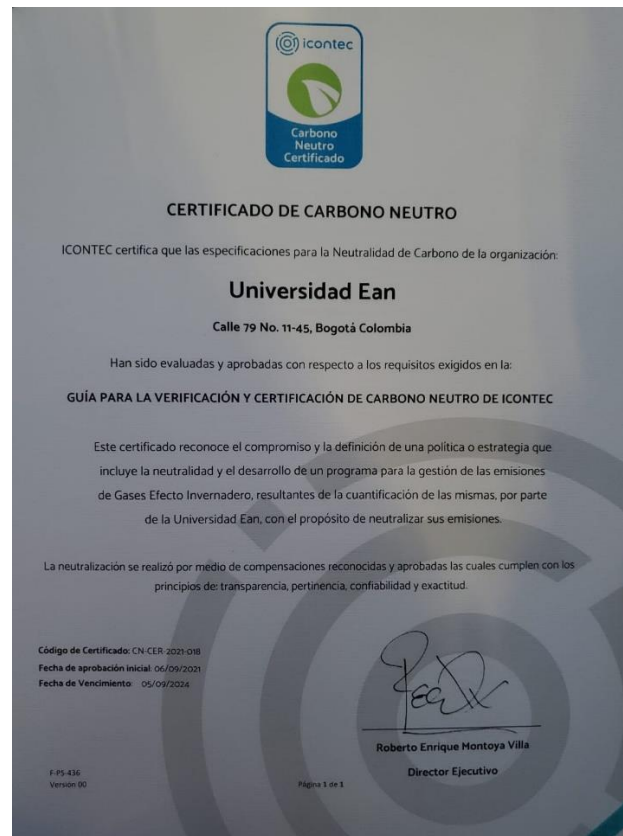 icontec
Carbono
Neutro
Certificado
CERTIFICADO DE CARBONO NEUTRO
ICONTEC certifica que las especificaciones para la Neutralidad de Carbono de la organización:
Universidad Ean
Calle 79 No. 11-45, Bogotá Colombia
Han sido evaluadas y aprobadas con respecto a los requisitos exigidos en la:
GUÍA PARA LA VERIFICACIÓN Y CERTIFICACIÓN DE CARBONO NEUTRO DE ICONTEC
Este certificado reconoce el compromiso y la definición de una política o estrategia que
incluye la neutralidad y el desarrollo de un programa para la gestión de las emisiones
de Gases Efecto Invernadero, resultantes de la cuantificación de las mismas, por parte
de la Universidad Ean, con el propósito de neutralizar sus emisiones.
La neutralización se realizó por medio de compensaciones reconocidas y aprobadas las cuales cumplen con los
principios de: transparencia, pertinencia, confiabilidad y exactitud.
Código de Certificado: CN-CER-2021-018
Fecha de aprobación inicial: 06/09/2021
Fecha de Vencimiento: 05/09/2024
Roberto Enrique Montoya Villa
Director Ejecutivo
F-PS-436
Versión 00
Página 1 de 1